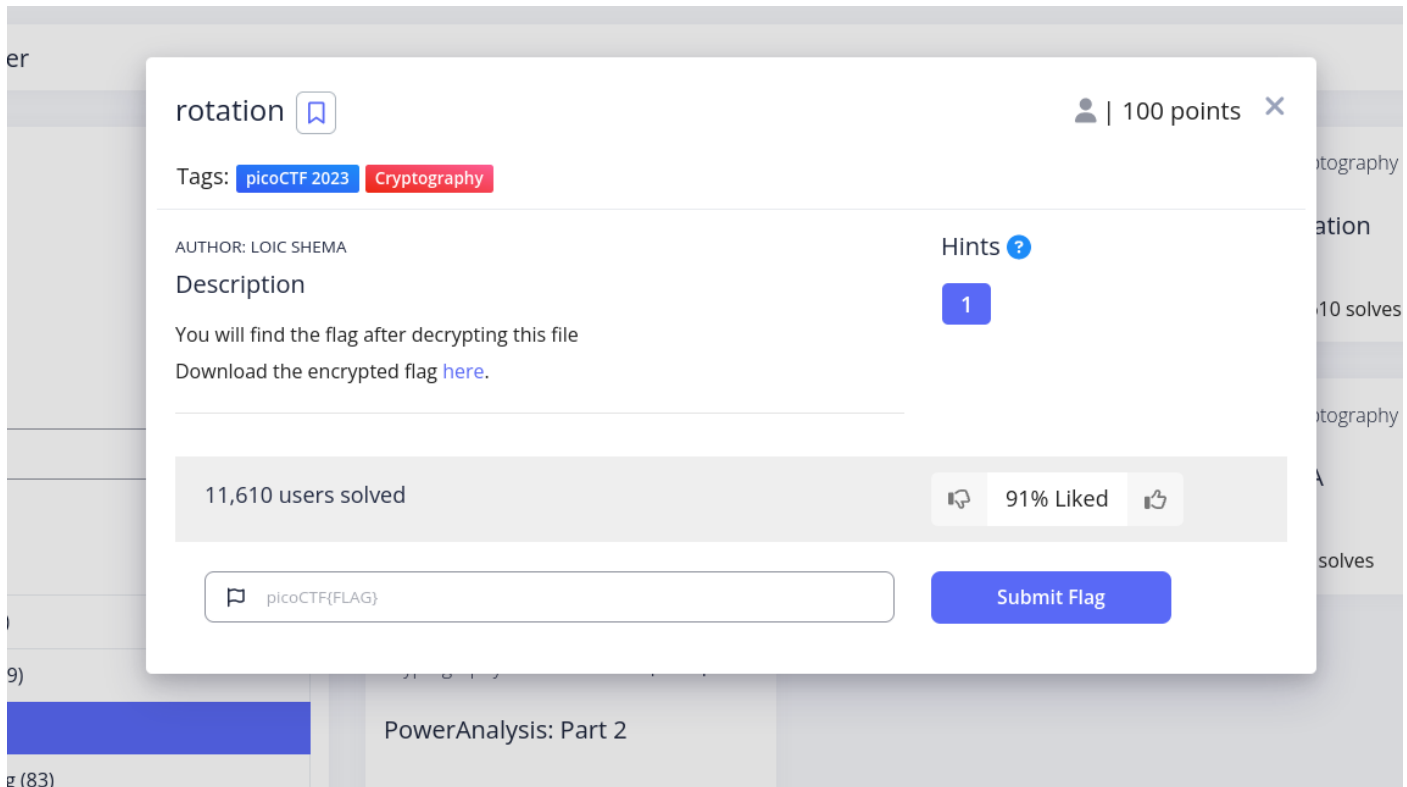 er
rotation
| 100 points
Tags: picoCTF 2023 Cryptography
AUTHOR: LOIC SHEMA
Description
You will find the flag after decrypting this file
Download the encrypted flag here.
Hints ?
1
11,610 users solved
91% Liked
picoCTF{FLAG}
Submit Flag
ptography
ation
10 solves
ptography
A
solves
)
9)
PowerAnalysis: Part 2
g (83)